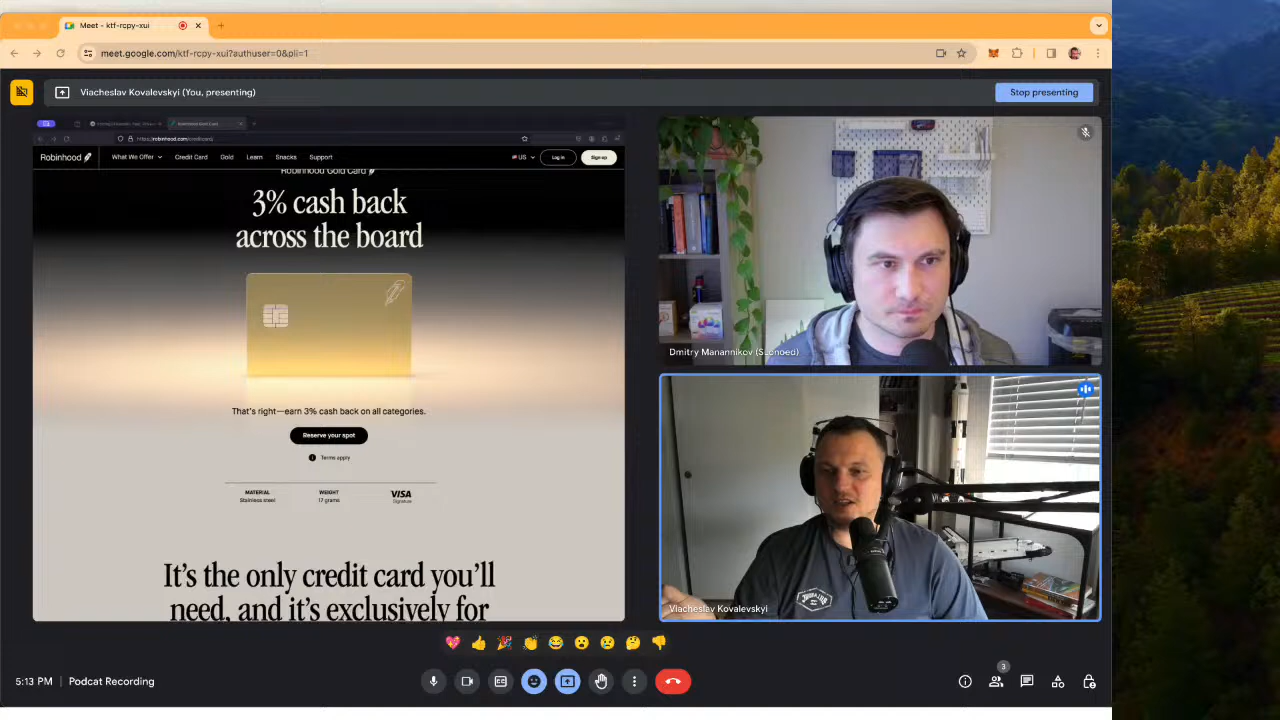 Meet - ktf-rcpy-xui
meet.google.com/ktf-rcpy-xui?authuser=0&pli=1
Viacheslav Kovalevskyi (You, presenting)
Stop presenting
Robinhood
What We Offer
Credit Card
Gold
Learn
Snacks
Support
US
Log in
Sign up
Robinhood Gold Card
3% cash back
across the board
That's right—earn 3% cash back on all categories.
Reserve your spot
Terms apply
MATERIAL
Stainless steel
WEIGHT
17 grams
VISA
Signature
It's the only credit card you'll
need, and it's exclusively for
Dmitry Manannikov
Viacheslav Kovalevskyi
5:13 PM
Podcat Recording
3